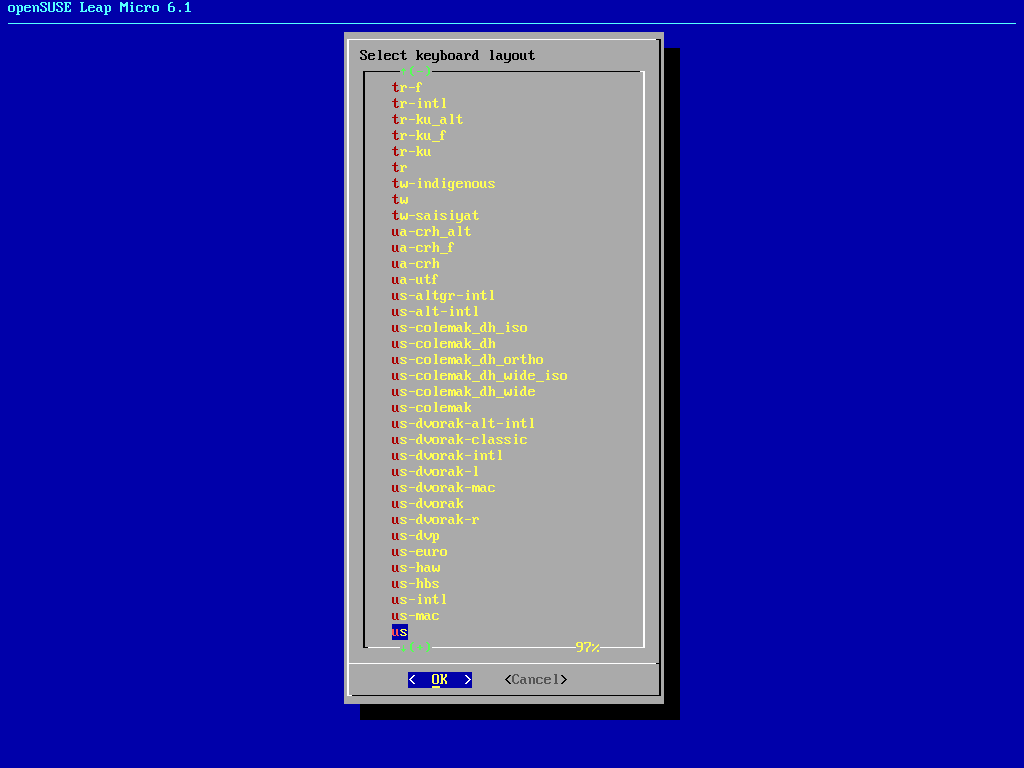 openSUSE Leap Micro 6.1
Select keyboard layout
^(-)
tr-f
tr-intl
tr-ku_alt
tr-ku_f
tr-ku
tr
tw-indigenous
tw
tw-saisiyat
ua-crh_alt
ua-crh_f
ua-crh
ua-utf
us-altgr-intl
us-alt-intl
us-colemak_dh_iso
us-colemak_dh
us-colemak_dh_ortho
us-colemak_dh_wide_iso
us-colemak_dh_wide
us-colemak
us-dvorak-alt-intl
us-dvorak-classic
us-dvorak-intl
us-dvorak-l
us-dvorak-mac
us-dvorak
us-dvorak-r
us-dvp
us-euro
us-haw
us-hbs
us-intl
us-mac
us
.(+) 97%
< OK > <Cancel>